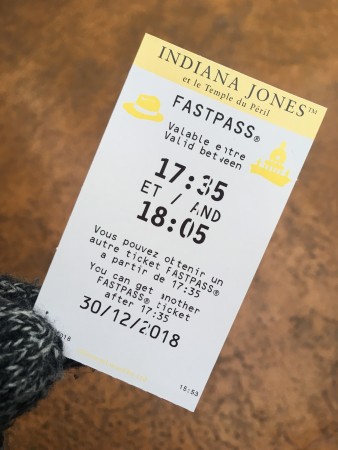 INDIANA JONES™
et le Temple du Péril
FASTPASS®
Valable entre
Valid between
17:35
ET / AND
18:05
Vous pouvez obtenir un
autre ticket FASTPASS®
a partir de 17:35
You can get another
FASTPASS® ticket
after 17:35
30/12/2018
2018
15:53